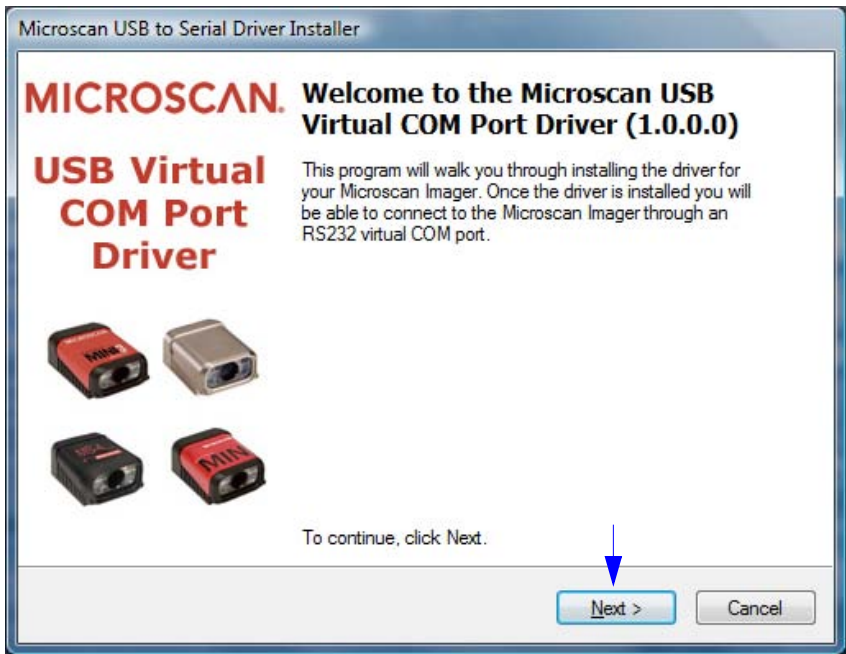 Microscan USB to Serial Driver Installer
MICROSCAN.
USB Virtual
COM Port
Driver
Welcome to the Microscan USB
Virtual COM Port Driver (1.0.0.0)
This program will walk you through installing the driver for
your Microscan Imager. Once the driver is installed you will
be able to connect to the Microscan Imager through an
RS232 virtual COM port.
MINI
MINI
To continue, click Next.
Next >
Cancel